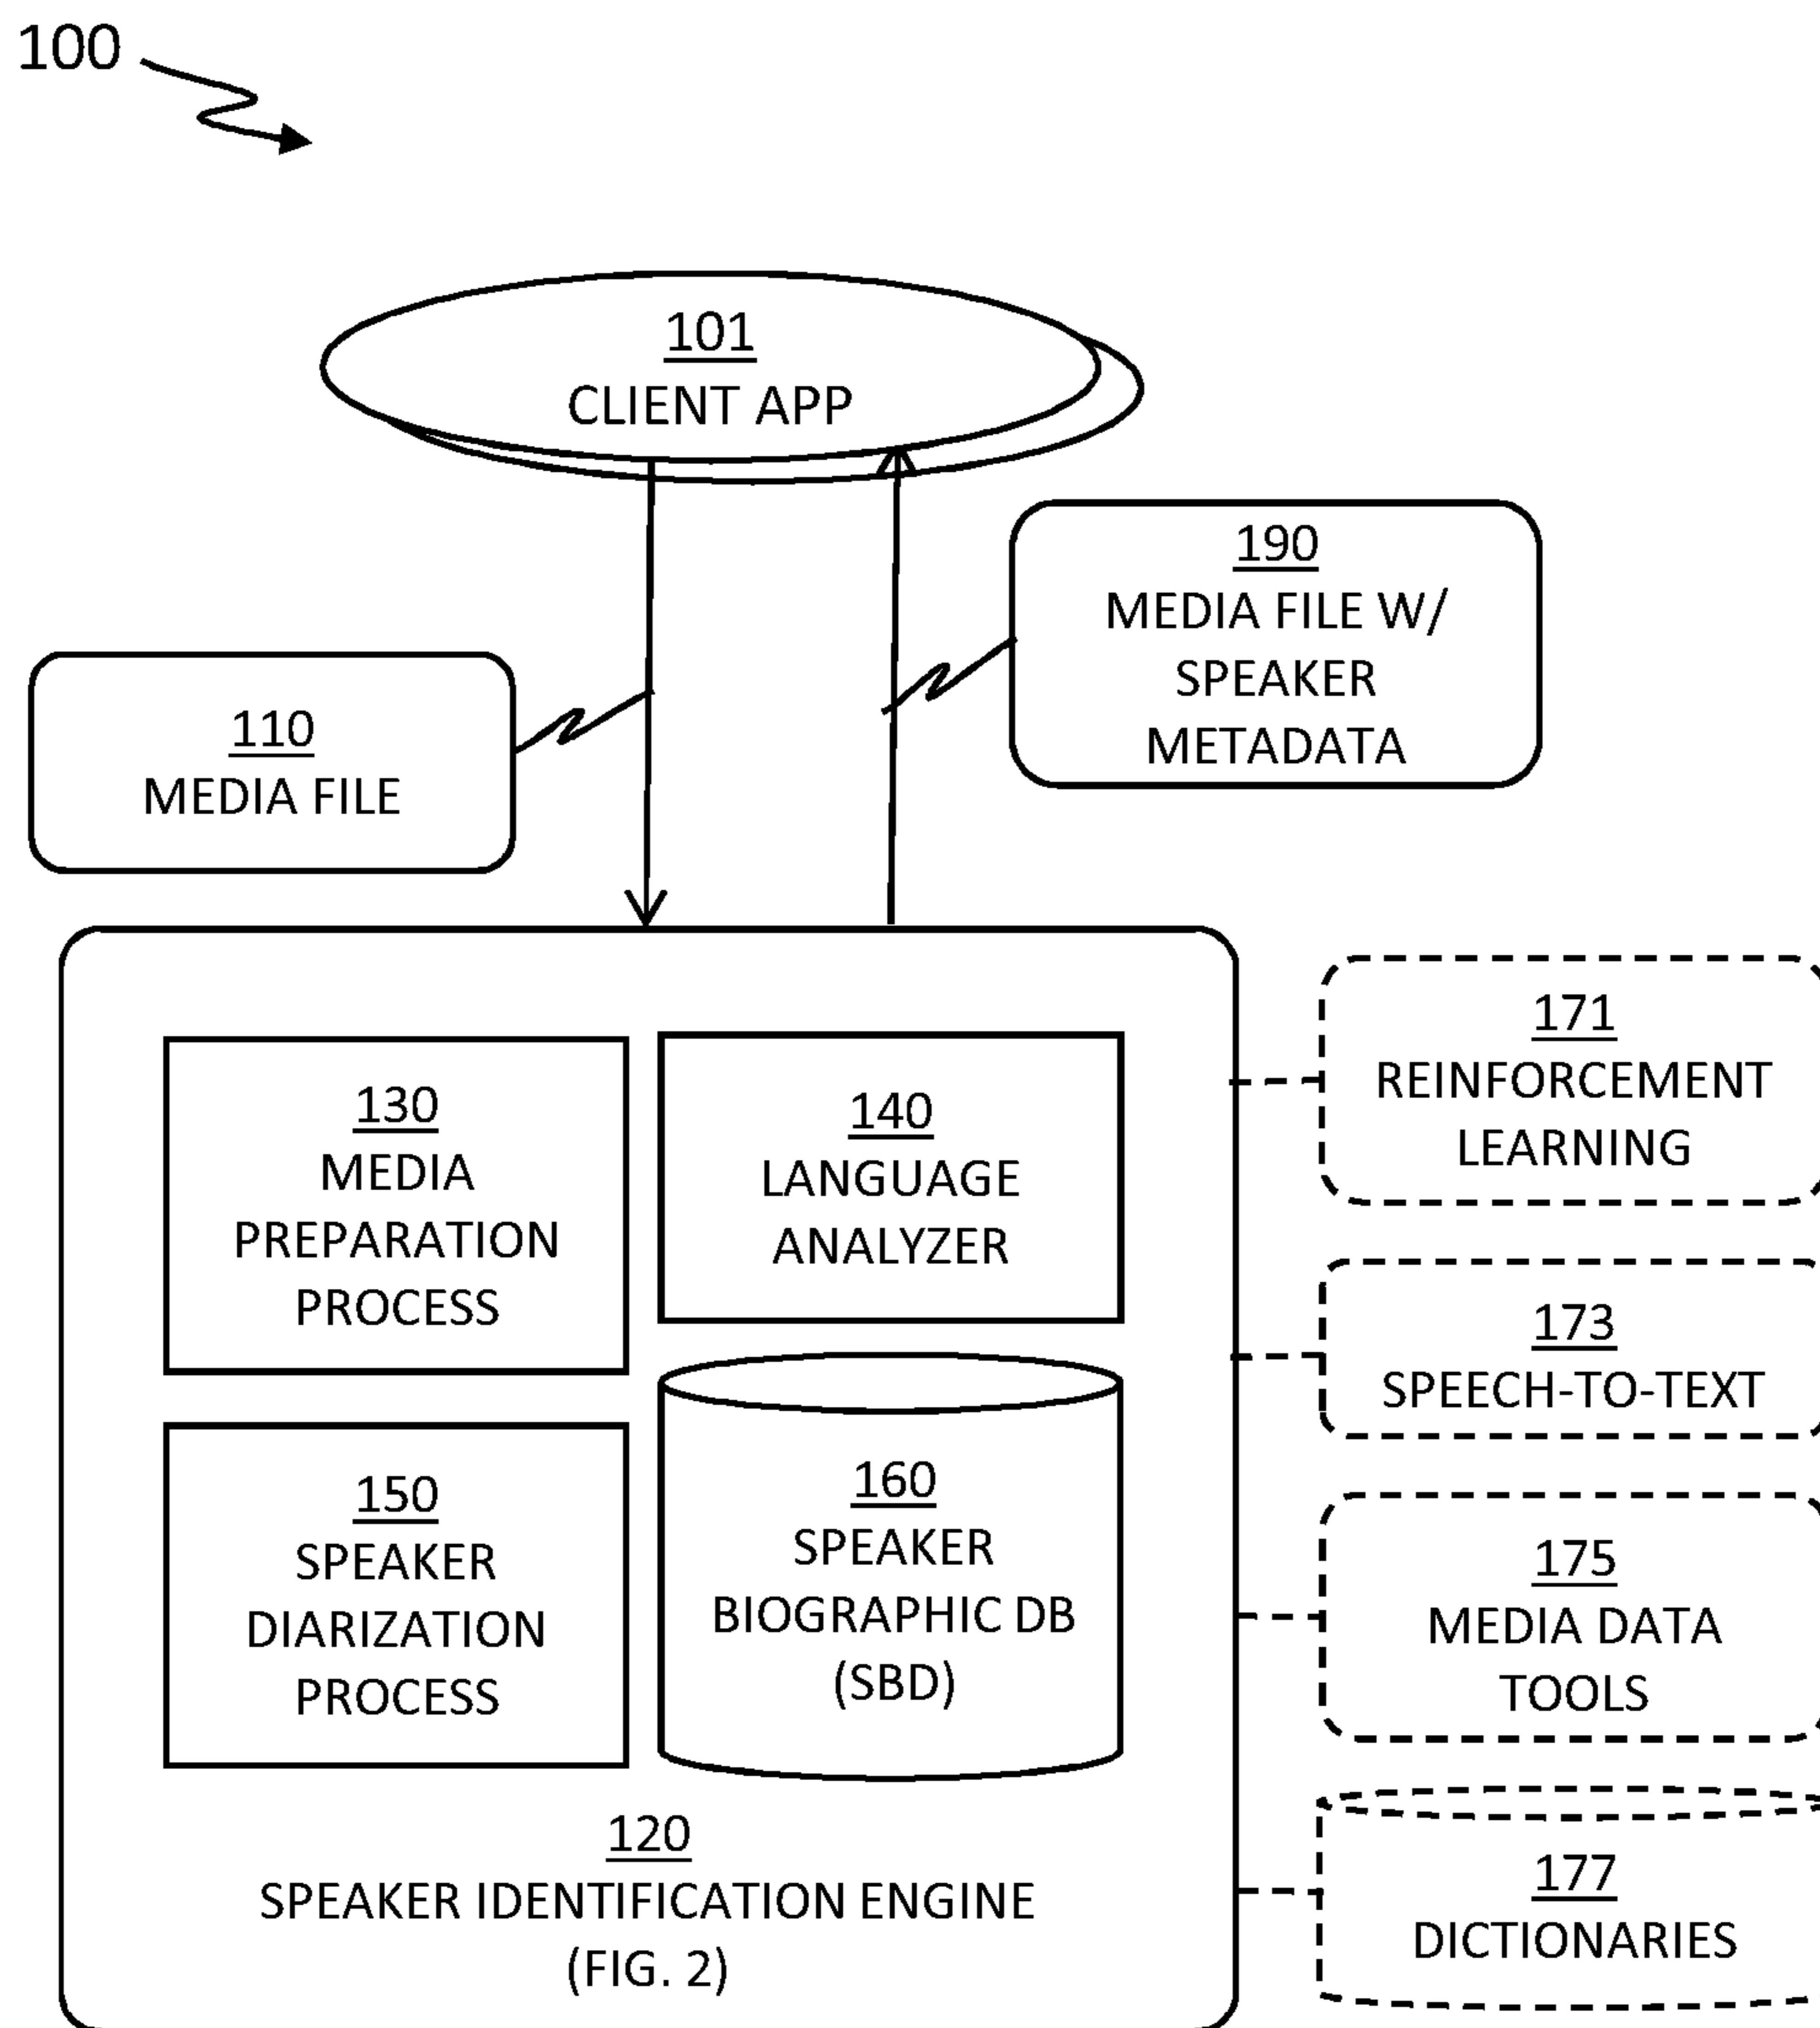 100
101
CLIENT APP
190
MEDIA FILE W/
SPEAKER
METADATA
110
MEDIA FILE
130
MEDIA
PREPARATION
PROCESS
140
LANGUAGE
ANALYZER
150
SPEAKER
DIARIZATION
PROCESS
160
SPEAKER
BIOGRAPHIC DB
(SBD)
120
SPEAKER IDENTIFICATION ENGINE
(FIG. 2)
171
REINFORCEMENT
LEARNING
173
SPEECH-TO-TEXT
175
MEDIA DATA
TOOLS
177
DICTIONARIES